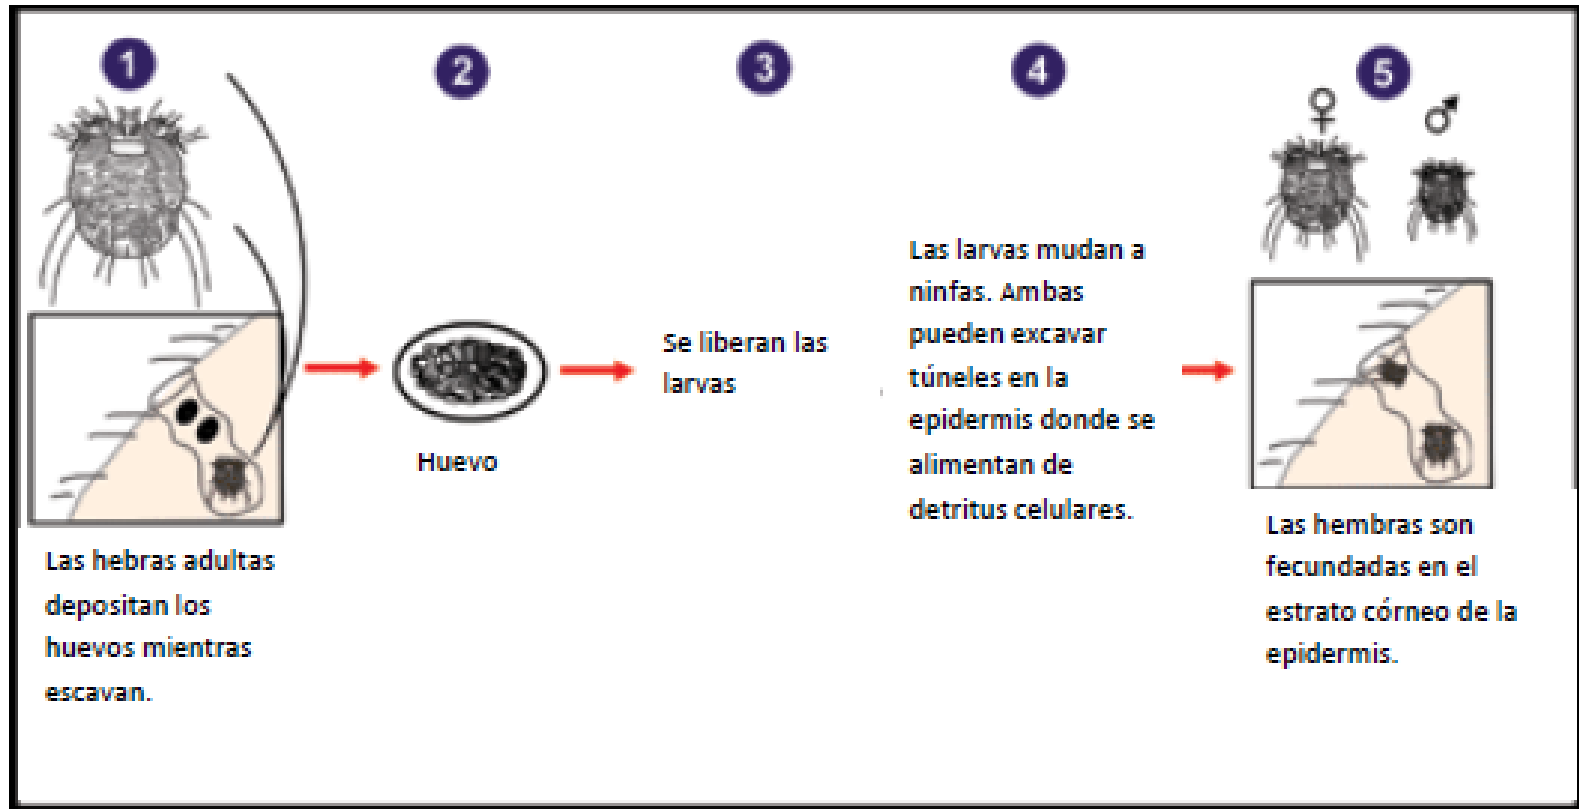 1
2
3
4
5
Las hebras adultas
depositan los
huevos mientras
escavan.
Huevo
Se liberan las
larvas
Las larvas mudan a
ninfas. Ambas
pueden excavar
túneles en la
epidermis donde se
alimentan de
detritus celulares.
♀
♂
Las hembras son
fecundadas en el
estrato córneo de la
epidermis.